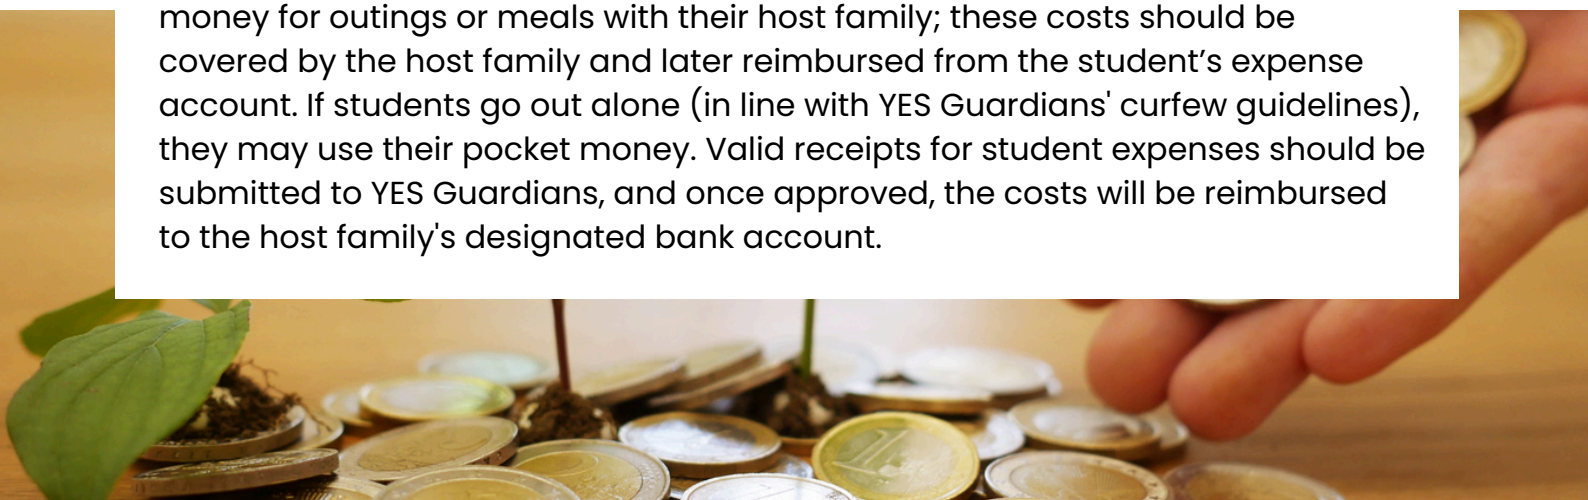 money for outings or meals with their host family; these costs should be
covered by the host family and later reimbursed from the student’s expense
account. If students go out alone (in line with YES Guardians' curfew guidelines),
they may use their pocket money. Valid receipts for student expenses should be
submitted to YES Guardians, and once approved, the costs will be reimbursed
to the host family's designated bank account.